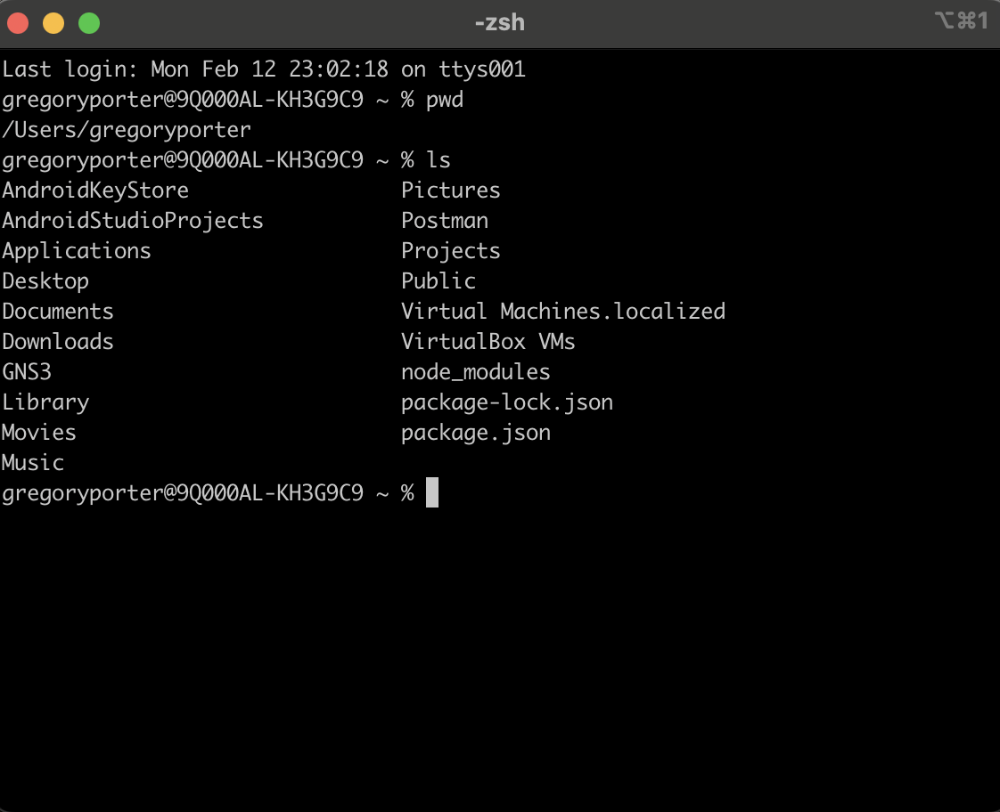 -zsh
⌥⌘1
Last login: Mon Feb 12 23:02:18 on ttys001
gregoryporter@9Q000AL-KH3G9C9 ~ % pwd
/Users/gregoryporter
gregoryporter@9Q000AL-KH3G9C9 ~ % ls
AndroidKeyStore Pictures
AndroidStudioProjects Postman
Applications Projects
Desktop Public
Documents Virtual Machines.localized
Downloads VirtualBox VMs
GNS3 node_modules
Library package-lock.json
Movies package.json
Music
gregoryporter@9Q000AL-KH3G9C9 ~ %